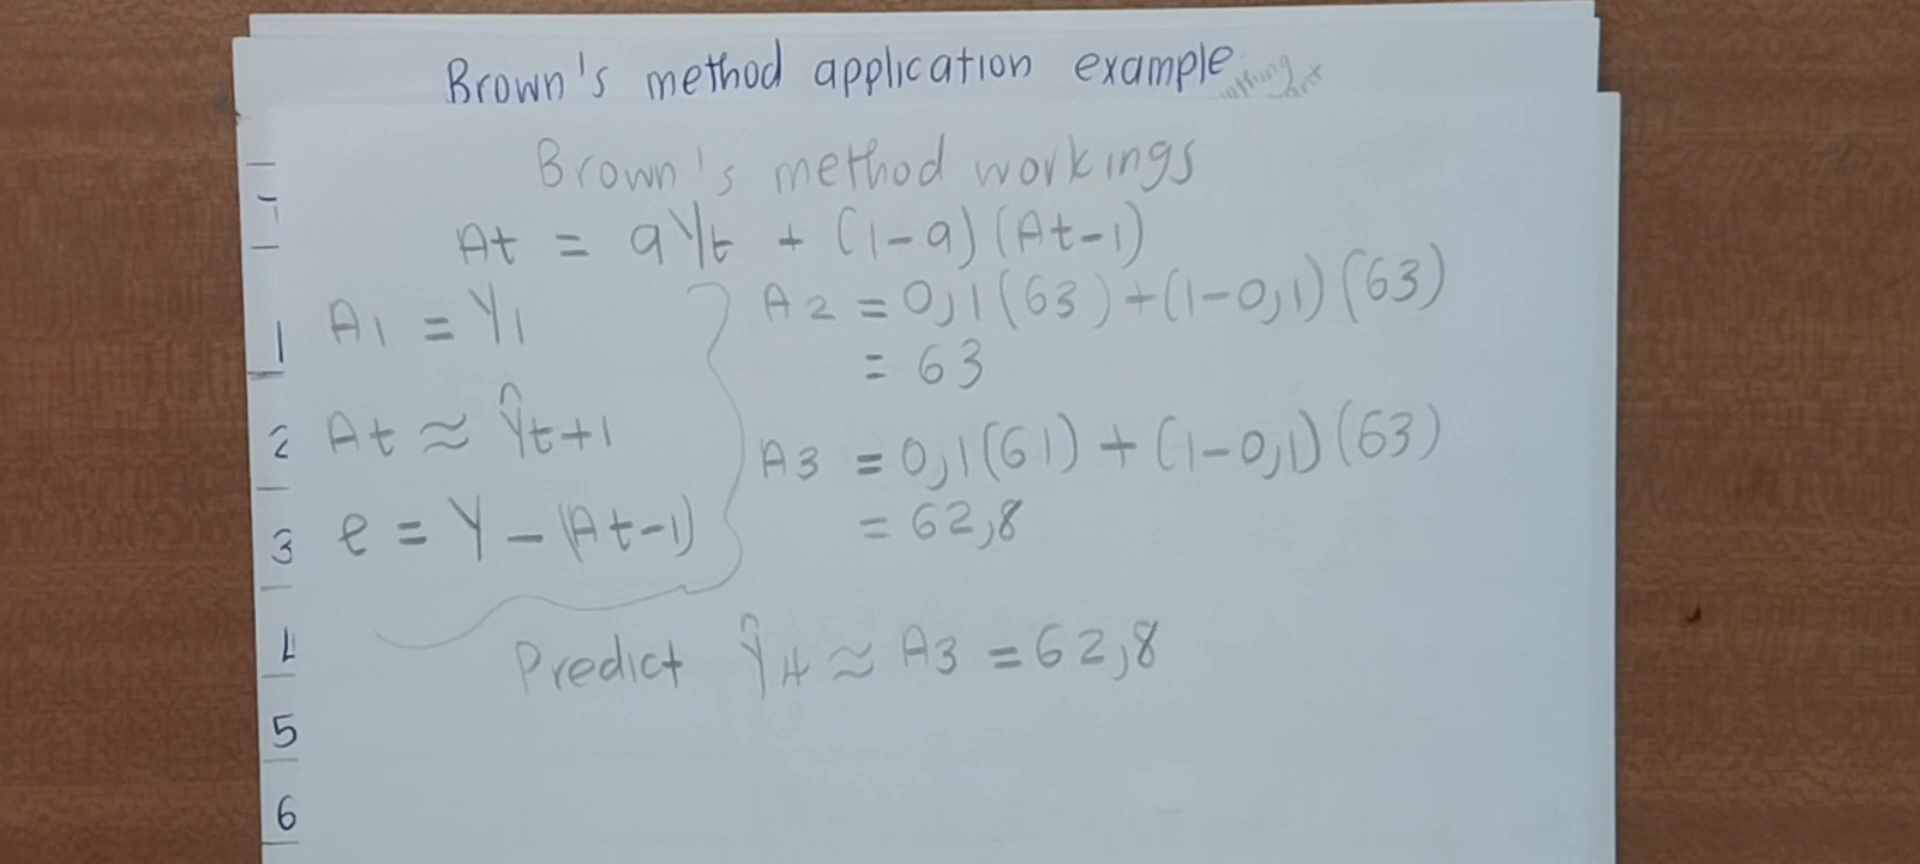 Brown's method application example
Brown's method workings
At = aYt + (1-a)(At-1)
1 A1 = Y1
2 At ≈ Ŷt+1
3 e = Y - (At-1)
A2 = 0,1(63) + (1-0,1)(63)
= 63
A3 = 0,1(61) + (1-0,1)(63)
= 62,8
Predict Ŷ4 ≈ A3 = 62,8
5
6